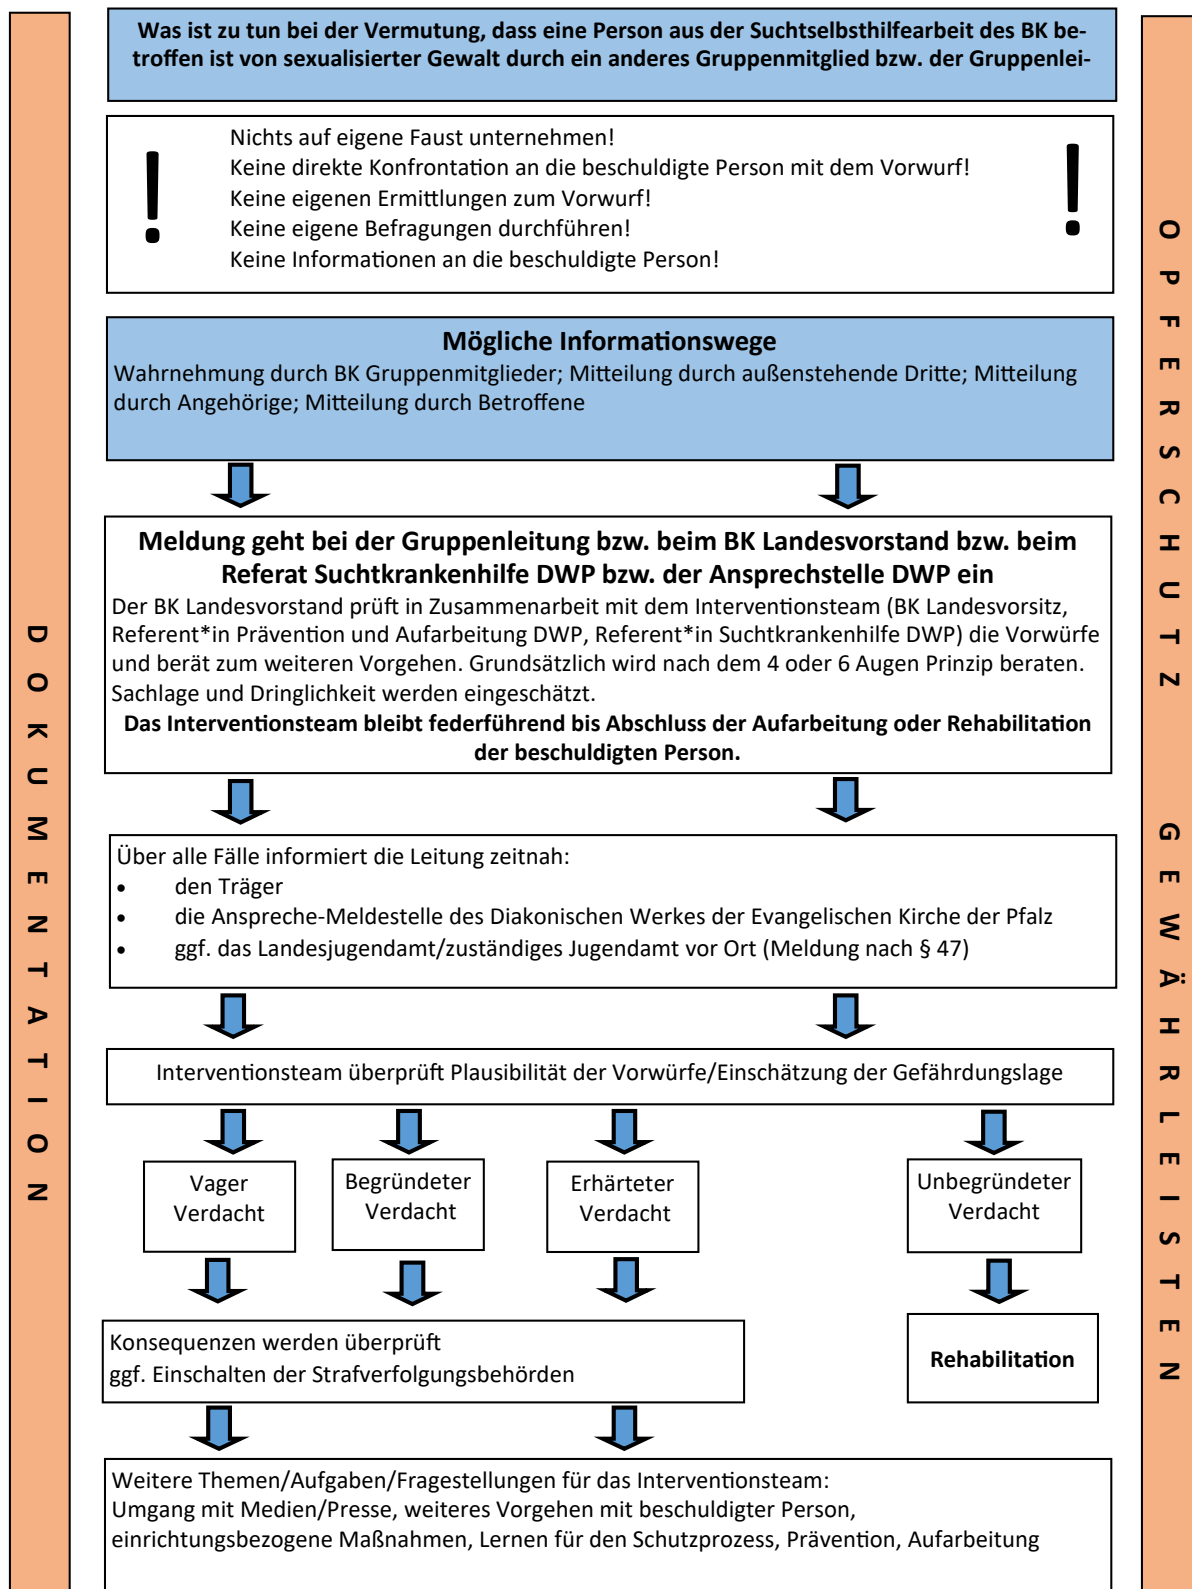 Was ist zu tun bei der Vermutung, dass eine Person aus der Suchtselbsthilfearbeit des BK be-
troffen ist von sexualisierter Gewalt durch ein anderes Gruppenmitglied bzw. der Gruppenlei-
! !
Nichts auf eigene Faust unternehmen!
Keine direkte Konfrontation an die beschuldigte Person mit dem Vorwurf!
Keine eigenen Ermittlungen zum Vorwurf!
Keine eigene Befragungen durchführen!
Keine Informationen an die beschuldigte Person!
Mögliche Informationswege
Wahrnehmung durch BK Gruppenmitglieder; Mitteilung durch außenstehende Dritte; Mitteilung
durch Angehörige; Mitteilung durch Betroffene
Meldung geht bei der Gruppenleitung bzw. beim BK Landesvorstand bzw. beim
Referat Suchtkrankenhilfe DWP bzw. der Ansprechstelle DWP ein
Der BK Landesvorstand prüft in Zusammenarbeit mit dem Interventionsteam (BK Landesvorsitz,
Referent*in Prävention und Aufarbeitung DWP, Referent*in Suchtkrankenhilfe DWP) die Vorwürfe
und berät zum weiteren Vorgehen. Grundsätzlich wird nach dem 4 oder 6 Augen Prinzip beraten.
Sachlage und Dringlichkeit werden eingeschätzt.
Das Interventionsteam bleibt federführend bis Abschluss der Aufarbeitung oder Rehabilitation
der beschuldigten Person.
Über alle Fälle informiert die Leitung zeitnah:
• den Träger
• die Anspreche-Meldestelle des Diakonischen Werkes der Evangelischen Kirche der Pfalz
• ggf. das Landesjugendamt/zuständiges Jugendamt vor Ort (Meldung nach § 47)
Interventionsteam überprüft Plausibilität der Vorwürfe/Einschätzung der Gefährdungslage
Vager
Verdacht
Begründeter
Verdacht
Erhärteter
Verdacht
Unbegründeter
Verdacht
Konsequenzen werden überprüft
ggf. Einschalten der Strafverfolgungsbehörden
Rehabilitation
Weitere Themen/Aufgaben/Fragestellungen für das Interventionsteam:
Umgang mit Medien/Presse, weiteres Vorgehen mit beschuldigter Person,
einrichtungsbezogene Maßnahmen, Lernen für den Schutzprozess, Prävention, Aufarbeitung
DOKUMENTATION
OPFERSCHUTZ GEWÄHRLEISTEN